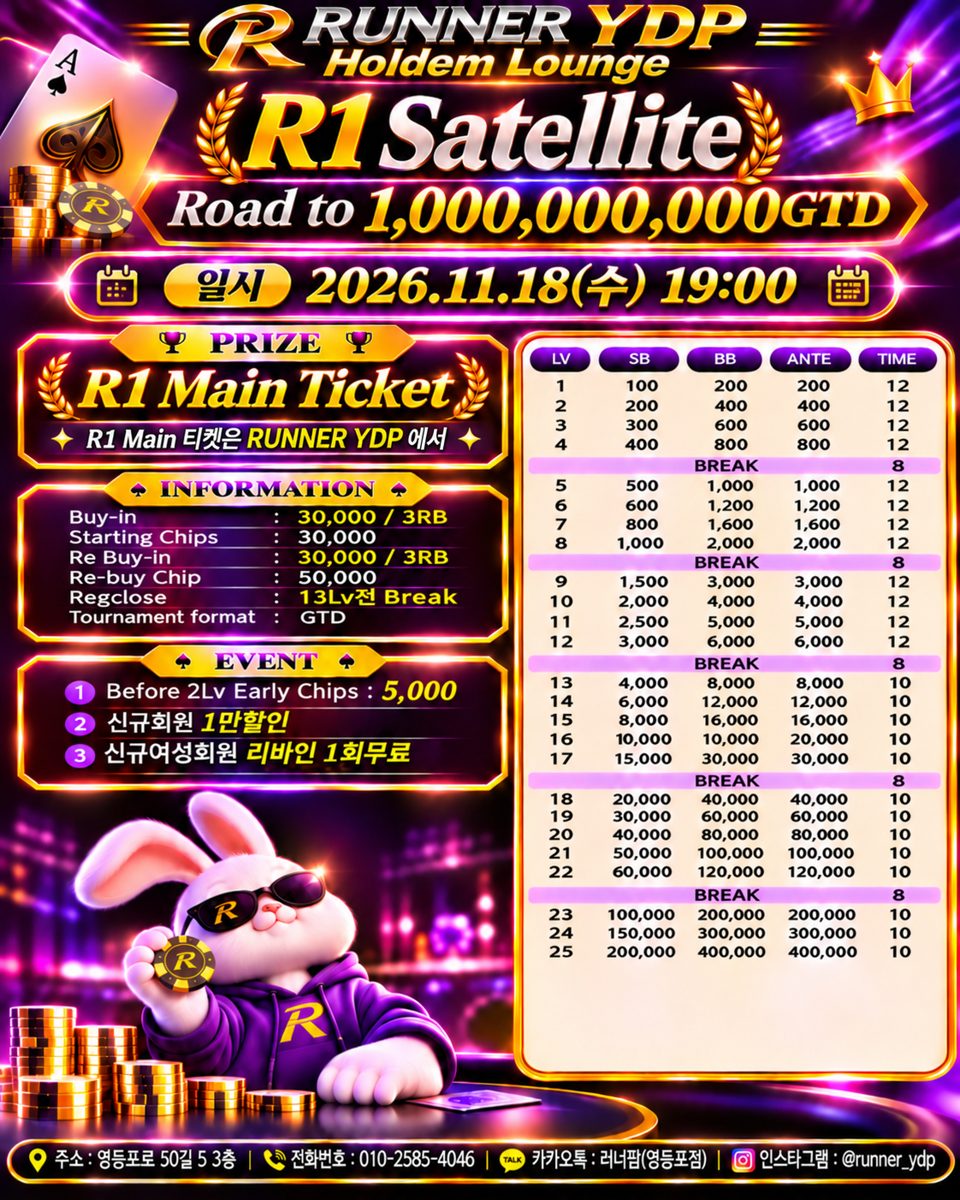 R RUNNER YDP
Holdem Lounge
A
R1 Satellite
R
Road to 1,000,000,000GTD
일시 2026.11.18(수) 19:00
PRIZE
R1 Main Ticket
R1 Main 티켓은 RUNNER YDP 에서
INFORMATION
Buy-in : 30,000 / 3RB
Starting Chips : 30,000
Re Buy-in : 30,000 / 3RB
Re-buy Chip : 50,000
Regclose : 13Lv전 Break
Tournament format : GTD
EVENT
1 Before 2Lv Early Chips : 5,000
2 신규회원 1만할인
3 신규여성회원 리바인 1회무료
LV SB BB ANTE TIME
1 100 200 200 12
2 200 400 400 12
3 300 600 600 12
4 400 800 800 12
BREAK 8
5 500 1,000 1,000 12
6 600 1,200 1,200 12
7 800 1,600 1,600 12
8 1,000 2,000 2,000 12
BREAK 8
9 1,500 3,000 3,000 12
10 2,000 4,000 4,000 12
11 2,500 5,000 5,000 12
12 3,000 6,000 6,000 12
BREAK 8
13 4,000 8,000 8,000 10
14 6,000 12,000 12,000 10
15 8,000 16,000 16,000 10
16 10,000 10,000 20,000 10
17 15,000 30,000 30,000 10
BREAK 8
18 20,000 40,000 40,000 10
19 30,000 60,000 60,000 10
20 40,000 80,000 80,000 10
21 50,000 100,000 100,000 10
22 60,000 120,000 120,000 10
BREAK 8
23 100,000 200,000 200,000 10
24 150,000 300,000 300,000 10
25 200,000 400,000 400,000 10
R
R
R
주소 : 영등포로 50길 5 3층 | 전화번호 : 010-2585-4046 | TALK 카카오톡 : 러너팜(영등포점) | 인스타그램 : @runner_ydp